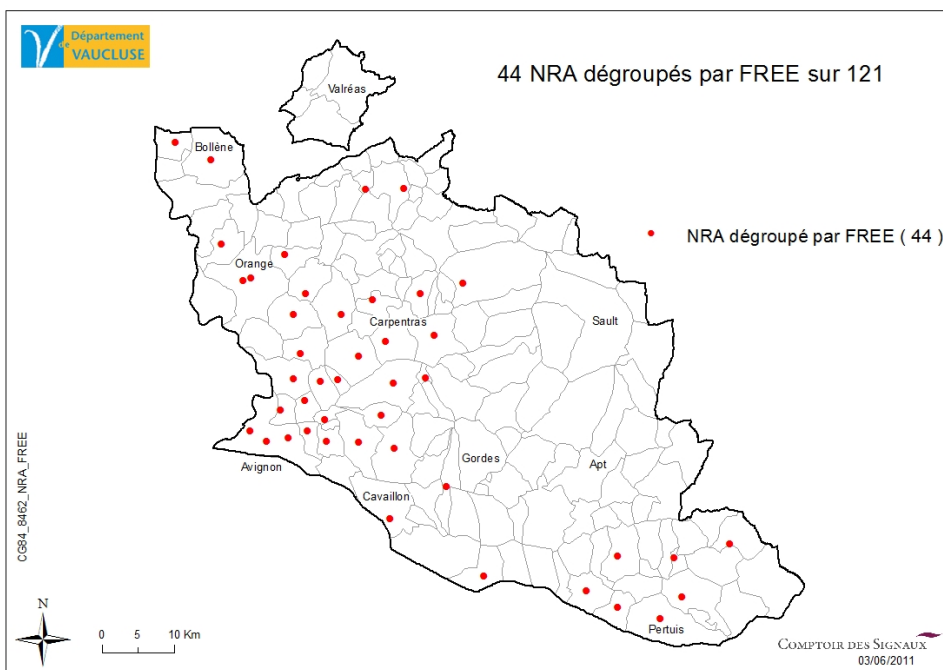 Département
de
VAUCLUSE
44 NRA dégroupés par FREE sur 121
Valréas
Bollène
NRA dégroupé par FREE ( 44 )
Orange
Carpentras
Sault
Gordes
Apt
Avignon
Cavaillon
Pertuis
CG84_8462_NRA_FREE
N
0 5 10 Km
COMPTOIR DES SIGNAUX
03/06/2011